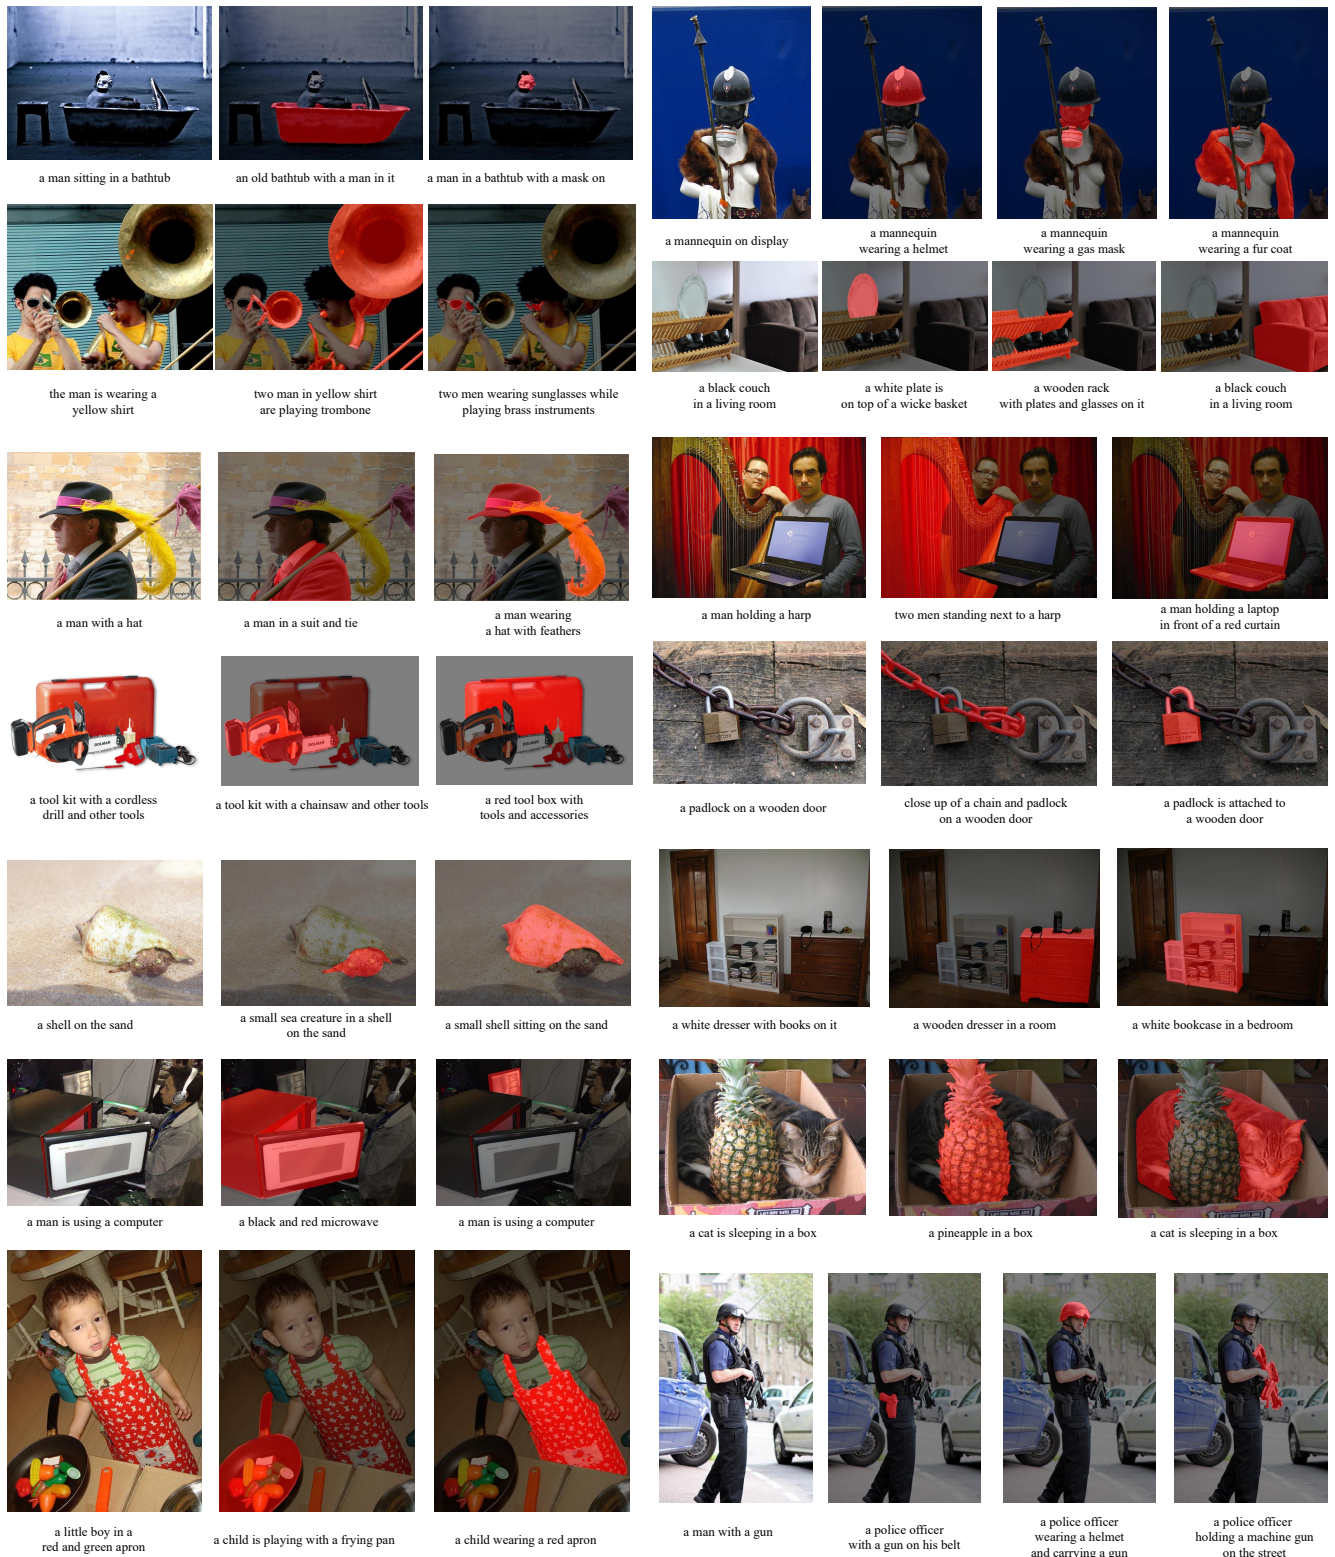 a man sitting in a bathtub
an old bathtub with a man in it
a man in a bathtub with a mask on
a mannequin on display
a mannequin
wearing a helmet
a mannequin
wearing a gas mask
a mannequin
wearing a fur coat
the man is wearing a
yellow shirt
two man in yellow shirt
are playing trombone
two men wearing sunglasses while
playing brass instruments
a black couch
in a living room
a white plate is
on top of a wicke basket
a wooden rack
with plates and glasses on it
a black couch
in a living room
a man with a hat
a man in a suit and tie
a man wearing
a hat with feathers
a man holding a harp
two men standing next to a harp
a man holding a laptop
in front of a red curtain
DOLMAR
DOLMAR
DOLMAR
a tool kit with a cordless
drill and other tools
a tool kit with a chainsaw and other tools
a red tool box with
tools and accessories
a padlock on a wooden door
close up of a chain and padlock
on a wooden door
a padlock is attached to
a wooden door
a shell on the sand
a small sea creature in a shell
on the sand
a small shell sitting on the sand
a white dresser with books on it
a wooden dresser in a room
a white bookcase in a bedroom
a man is using a computer
a black and red microwave
a man is using a computer
a cat is sleeping in a box
a pineapple in a box
a cat is sleeping in a box
a little boy in a
red and green apron
a child is playing with a frying pan
a child wearing a red apron
a man with a gun
a police officer
with a gun on his belt
a police officer
wearing a helmet
and carrying a gun
a police officer
holding a machine gun
on the street